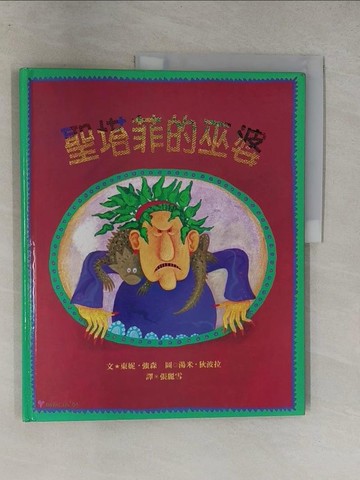 聖塔菲的巫婆
文●東妮．強森　圖○湯米．狄波拉
譯。張麗雪